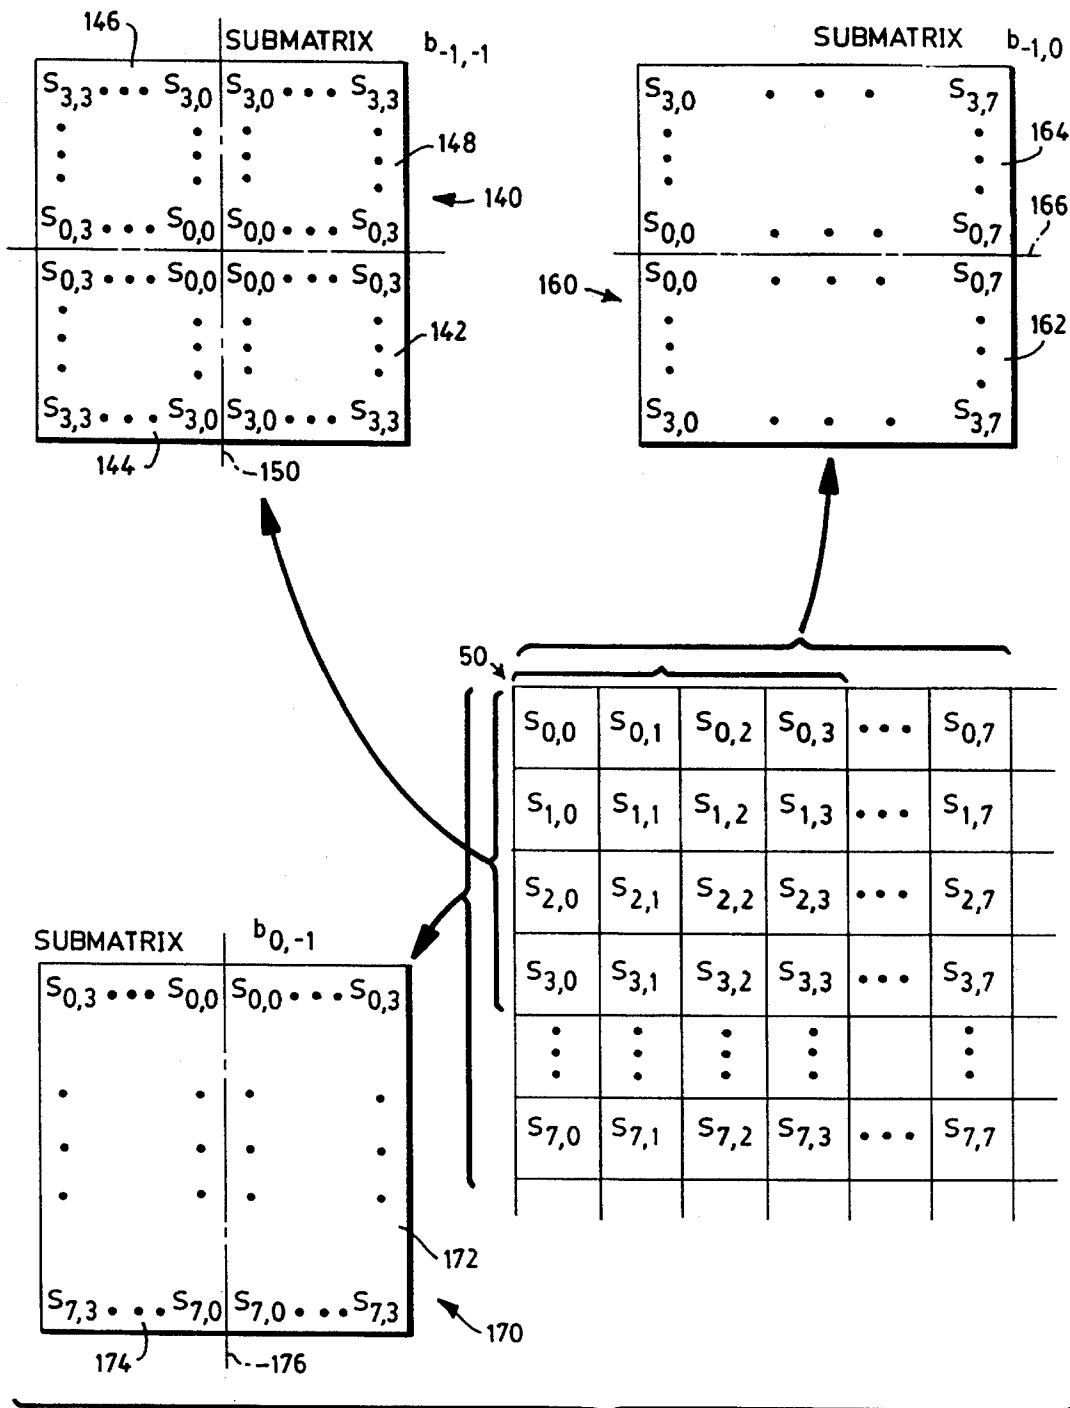 146
SUBMATRIX b-1,-1
S3,3 ••• S3,0 S3,0 ••• S3,3
148
140
S0,3 ••• S0,0 S0,0 ••• S0,3
S0,3 ••• S0,0 S0,0 ••• S0,3
142
S3,3 ••• S3,0 S3,0 ••• S3,3
144
150
SUBMATRIX b-1,0
S3,0 • • • S3,7
164
166
S0,0 • • • S0,7
S0,0 • • • S0,7
160
162
S3,0 • • • S3,7
50
S0,0 S0,1 S0,2 S0,3 ••• S0,7
S1,0 S1,1 S1,2 S1,3 ••• S1,7
S2,0 S2,1 S2,2 S2,3 ••• S2,7
S3,0 S3,1 S3,2 S3,3 ••• S3,7
S7,0 S7,1 S7,2 S7,3 ••• S7,7
SUBMATRIX b0,-1
S0,3 ••• S0,0 S0,0 ••• S0,3
172
S7,3 ••• S7,0 S7,0 ••• S7,3
170
174
176